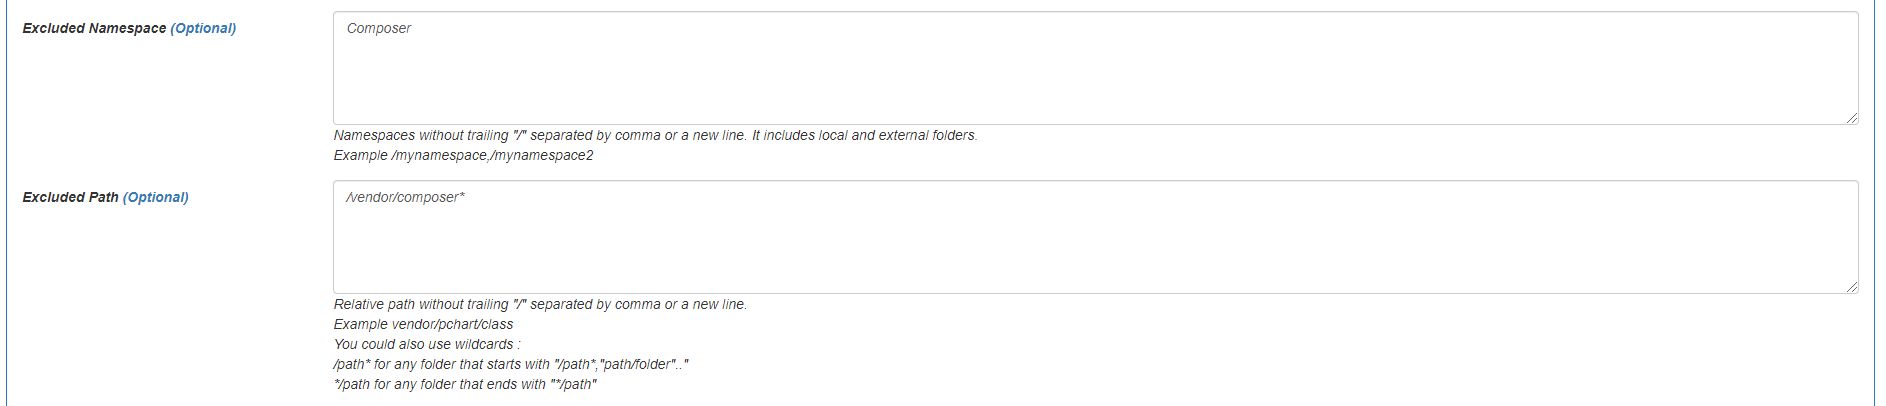 Excluded Namespace (Optional)
Composer
Namespaces without trailing "/" separated by comma or a new line. It includes local and external folders.
Example /mynamespace,/mynamespace2
Excluded Path (Optional)
/vendor/composer*
Relative path without trailing "/" separated by comma or a new line.
Example vendor/pchart/class
You could also use wildcards :
/path* for any folder that starts with "/path*,"path/folder".."
*/path for any folder that ends with "*/path"